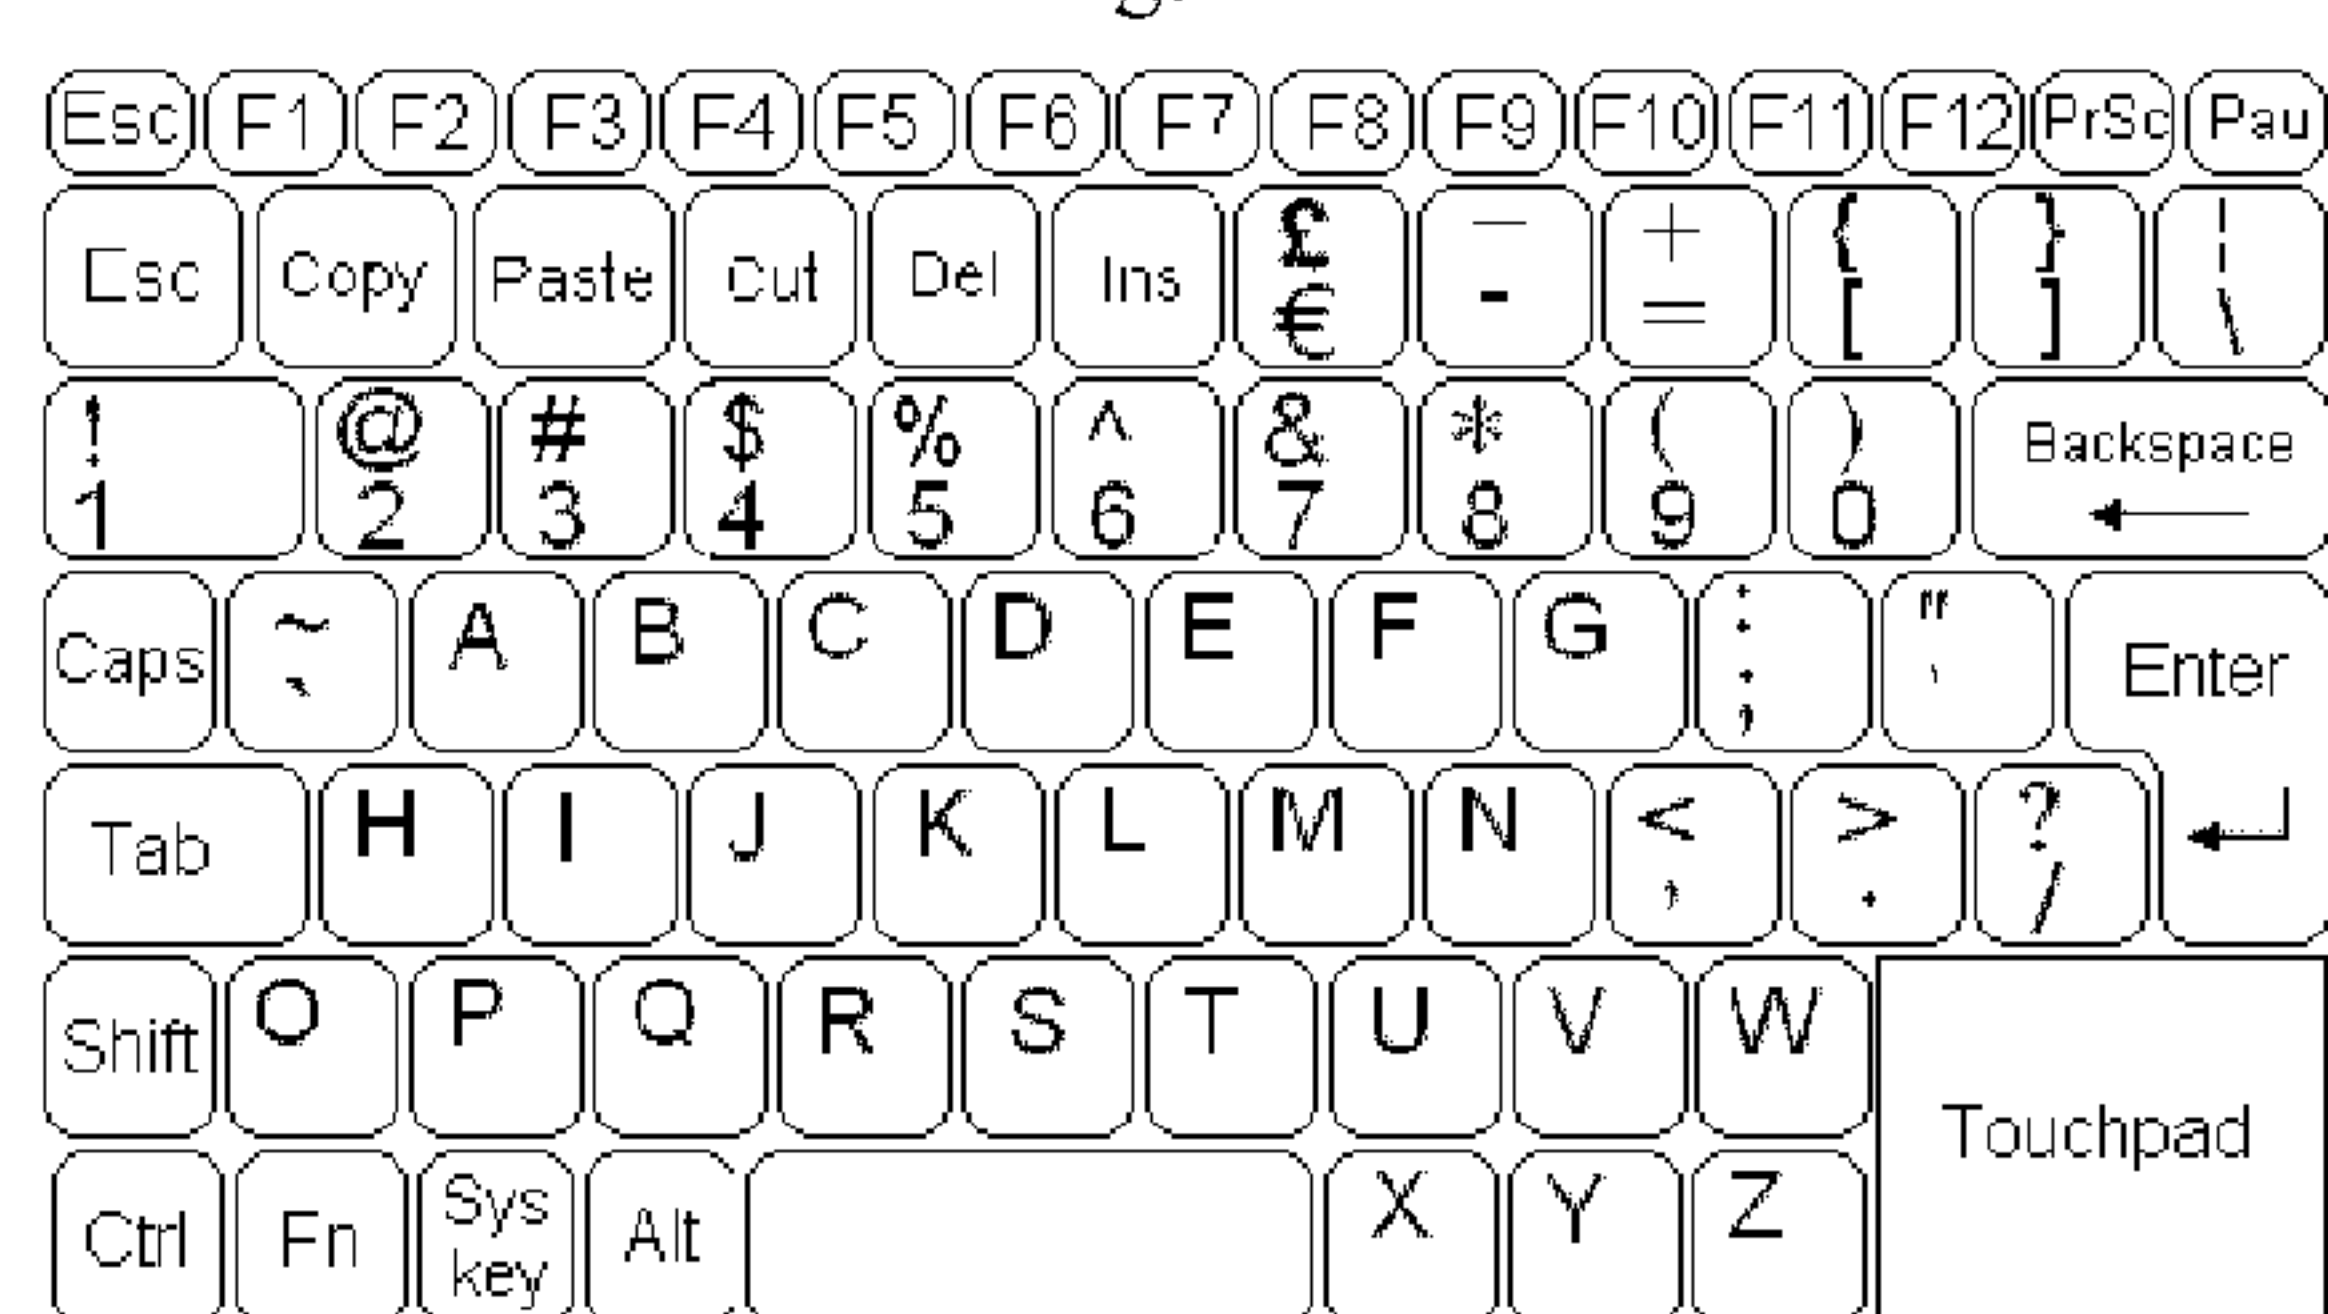 Esc F1 F2 F3 F4 F5 F6 F7 F8 F9 F10 F11 F12 PrSc Pau
Esc Copy Paste Cut Del Ins £ € _ - + = { [ } ] | \
! 1 @ 2 # 3 $ 4 % 5 ^ 6 & 7 * 8 ( 9 ) 0 Backspace ←
Caps ~ ` A B C D E F G : ; " ' Enter
Tab H I J K L M N < , > . ? / ↵
Shift O P Q R S T U V W
Touchpad
Ctrl Fn Sys key Alt X Y Z